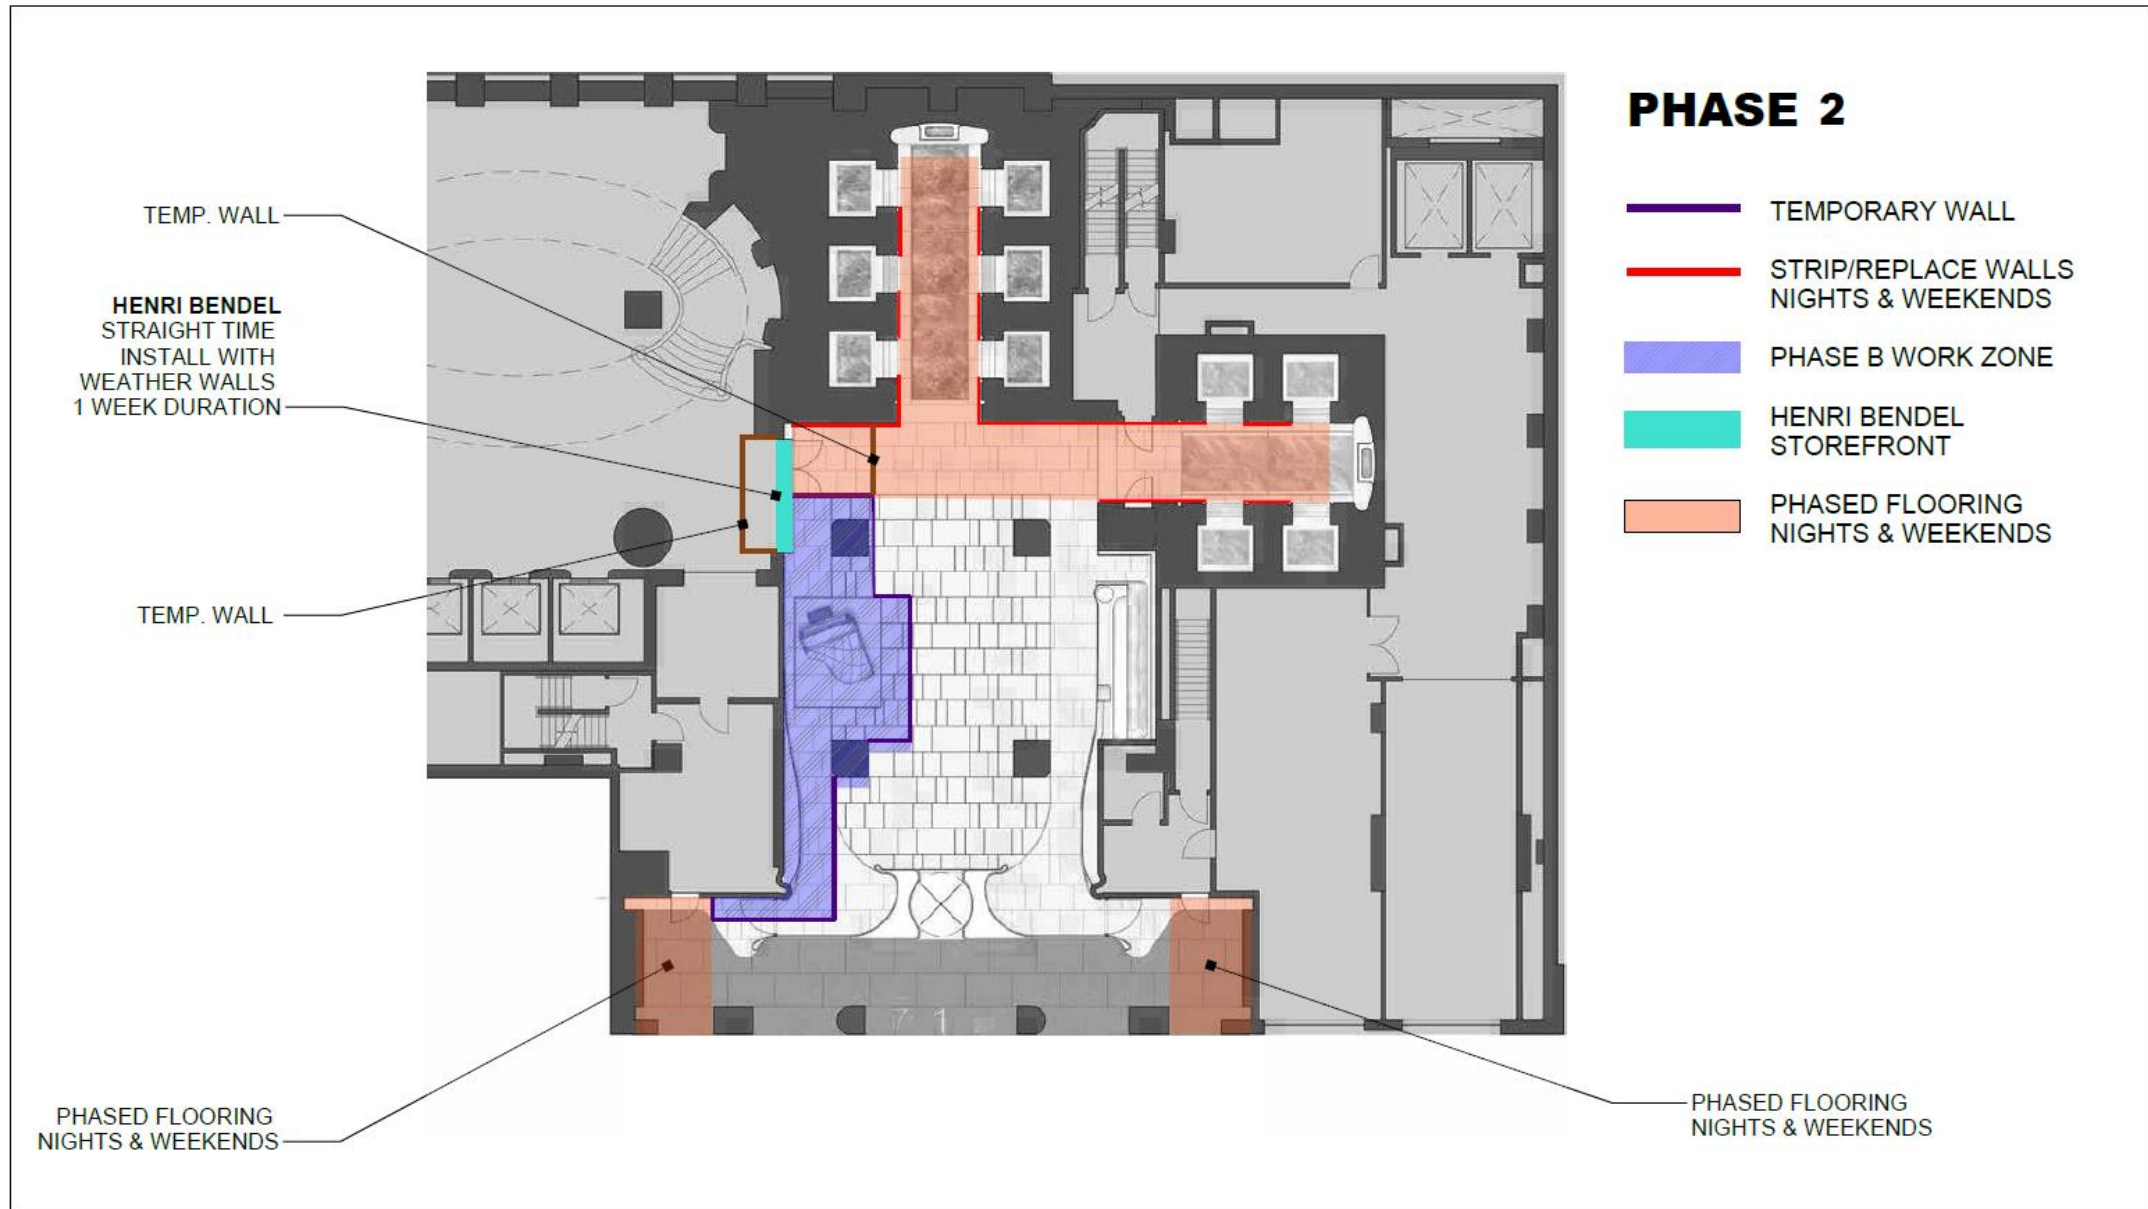 PHASE 2
TEMPORARY WALL
STRIP/REPLACE WALLS
NIGHTS & WEEKENDS
PHASE B WORK ZONE
HENRI BENDEL
STOREFRONT
PHASED FLOORING
NIGHTS & WEEKENDS
TEMP. WALL
HENRI BENDEL
STRAIGHT TIME
INSTALL WITH
WEATHER WALLS
1 WEEK DURATION
TEMP. WALL
71
PHASED FLOORING
NIGHTS & WEEKENDS
PHASED FLOORING
NIGHTS & WEEKENDS